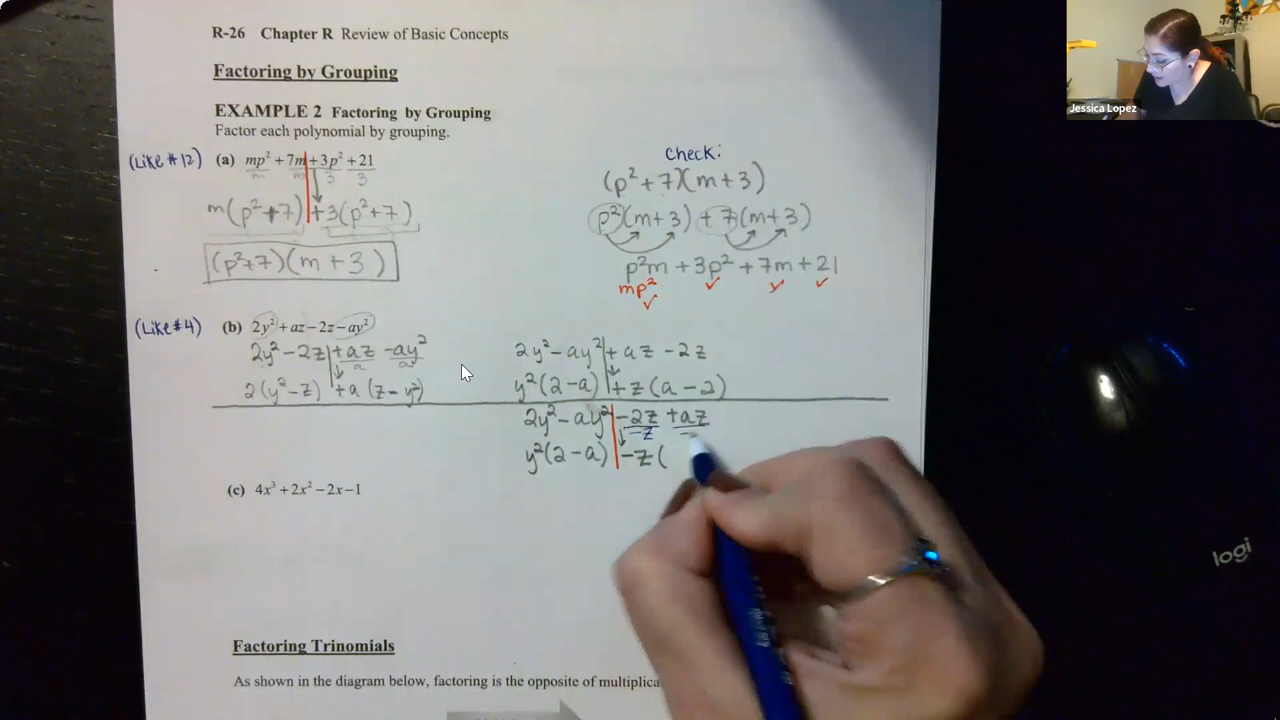 R-26 Chapter R Review of Basic Concepts
Jessica Lopez
Factoring by Grouping
EXAMPLE 2 Factoring by Grouping
Factor each polynomial by grouping.
(Like #12) (a) mp² + 7m + 3p² + 21
m m 3 3
m(p² + 7) + 3(p² + 7)
(p² + 7)(m + 3)
Check:
(p² + 7)(m + 3)
p²(m + 3) + 7(m + 3)
p²m + 3p² + 7m + 21
mp² ✓ ✓ ✓ ✓
(Like #4) (b) 2y² + az − 2z − ay²
2y² − 2z + az − ay²
a a
2(y² − z) + a(z − y²)
2y² − ay² + az − 2z
y²(2 − a) + z(a − 2)
2y² − ay² − 2z + az
−z −
y²(2 − a) − z(
(c) 4x³ + 2x² − 2x − 1
logi
Factoring Trinomials
As shown in the diagram below, factoring is the opposite of